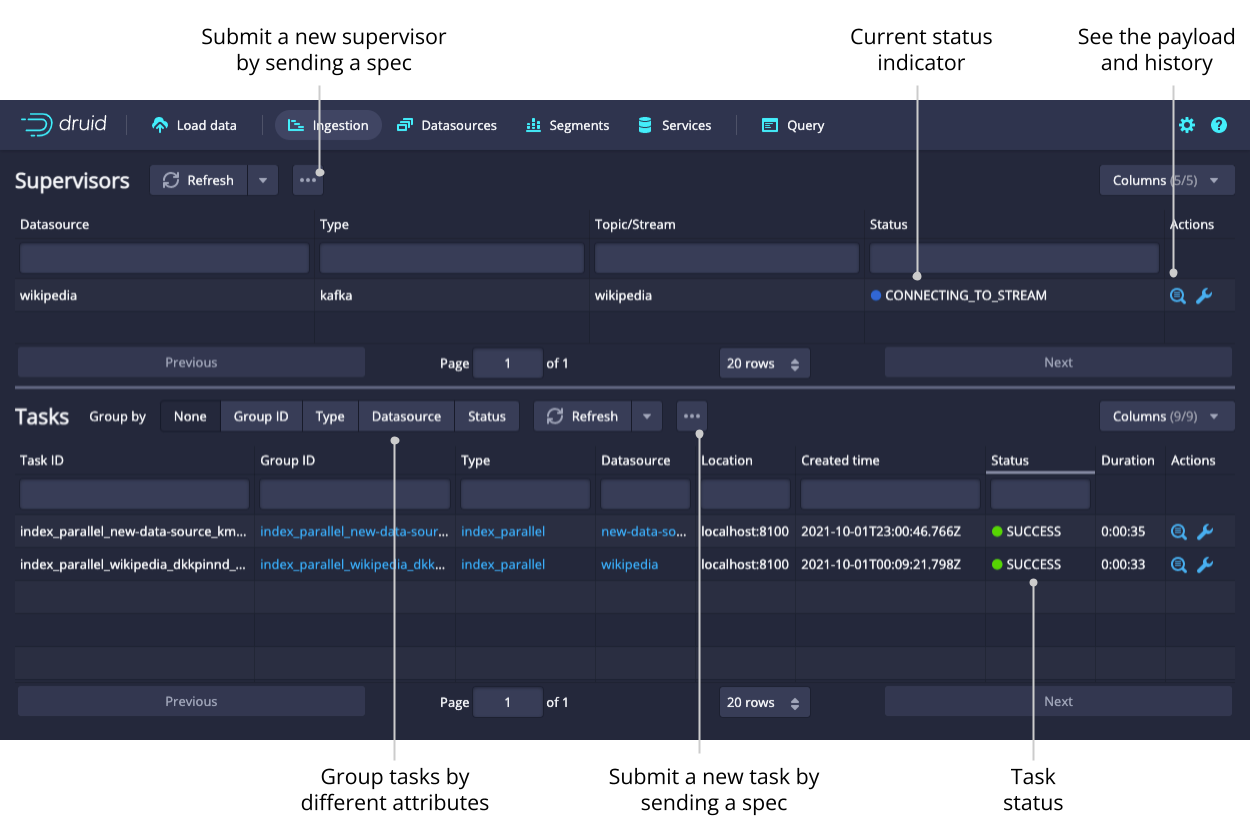 Submit a new supervisor
by sending a spec
Current status
indicator
See the payload
and history
druid Load data Ingestion Datasources Segments Services Query
Supervisors Refresh Columns (5/5)
Datasource Type Topic/Stream Status Actions
wikipedia kafka wikipedia CONNECTING_TO_STREAM
Previous Page 1 of 1 20 rows Next
Tasks Group by None Group ID Type Datasource Status Refresh Columns (9/9)
Task ID Group ID Type Datasource Location Created time Status Duration Actions
index_parallel_new-data-source_km... index_parallel_new-data-sour... index_parallel new-data-so... localhost:8100 2021-10-01T23:00:46.766Z SUCCESS 0:00:35
index_parallel_wikipedia_dkkpinnd_... index_parallel_wikipedia_dkk... index_parallel wikipedia localhost:8100 2021-10-01T00:09:21.798Z SUCCESS 0:00:33
Previous Page 1 of 1 20 rows Next
Group tasks by
different attributes
Submit a new task by
sending a spec
Task
status